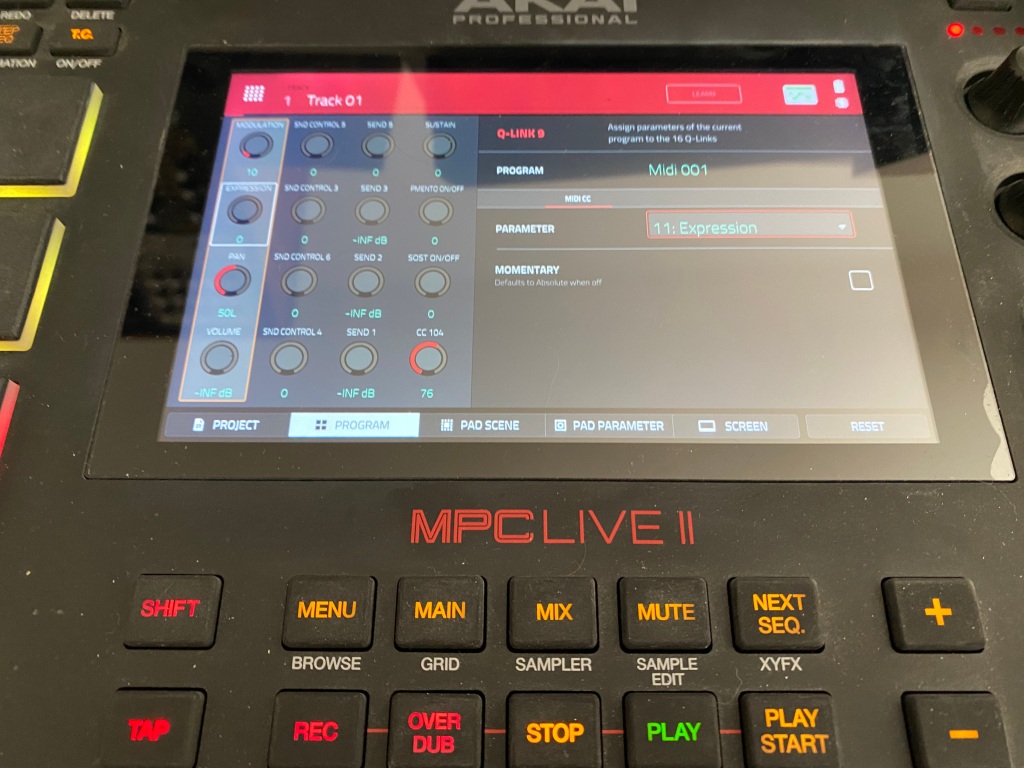 REDO
DELETE
T.C.
ON/OFF
AKAI
PROFESSIONAL
TRACK
1 Track 01
LEARN
MODULATION
SND CONTROL 5
SEND 5
SUSTAIN
10
0
0
0
EXPRESSION
SND CONTROL 3
SEND 3
PMENTO ON/OFF
0
0
-INF dB
0
PAN
SND CONTROL 6
SEND 2
SOST ON/OFF
50L
0
-INF dB
0
VOLUME
SND CONTROL 4
SEND 1
CC 104
-INF dB
0
-INF dB
76
Q-LINK 9
Assign parameters of the current
program to the 16 Q-Links
PROGRAM
Midi 001
MIDI CC
PARAMETER
11: Expression
MOMENTARY
Defaults to Absolute when off
PROJECT
PROGRAM
PAD SCENE
PAD PARAMETER
SCREEN
RESET
MPC LIVE II
SHIFT
MENU
MAIN
MIX
MUTE
NEXT
SEQ.
+
BROWSE
GRID
SAMPLER
SAMPLE
EDIT
XYFX
TAP
REC
OVER
DUB
STOP
PLAY
PLAY
START
−